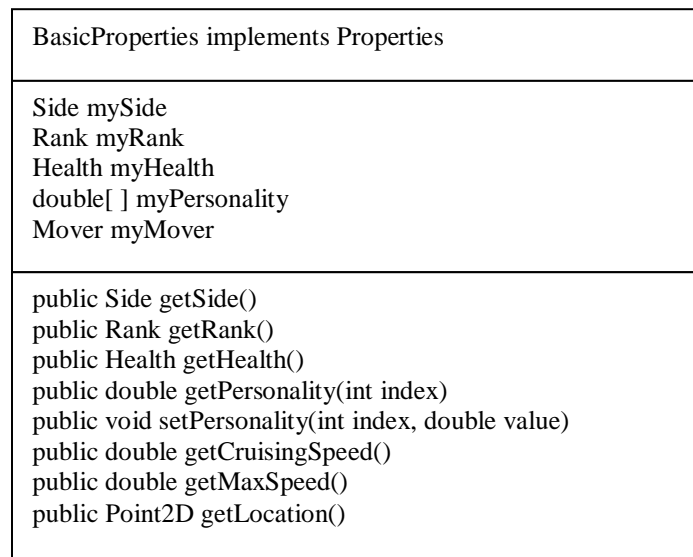 BasicProperties implements Properties
Side mySide
Rank myRank
Health myHealth
double[ ] myPersonality
Mover myMover
public Side getSide()
public Rank getRank()
public Health getHealth()
public double getPersonality(int index)
public void setPersonality(int index, double value)
public double getCruisingSpeed()
public double getMaxSpeed()
public Point2D getLocation()